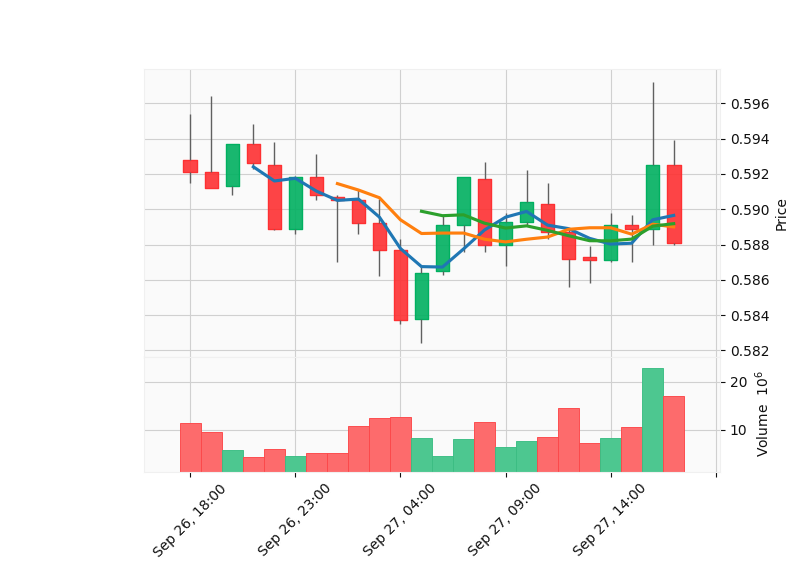 0.596
0.594
0.592
0.590
0.588
0.586
0.584
0.582
Price
20
10
Volume 10^6
Sep 26, 18:00
Sep 26, 23:00
Sep 27, 04:00
Sep 27, 09:00
Sep 27, 14:00